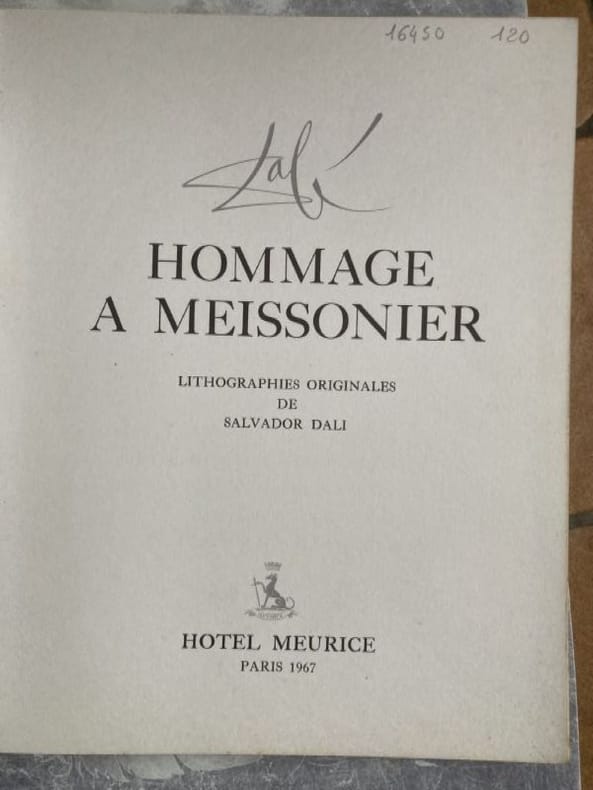 16450 120
Dalí
HOMMAGE
A MEISSONIER
LITHOGRAPHIES ORIGINALES
DE
SALVADOR DALI
HOTEL MEURICE
PARIS 1967